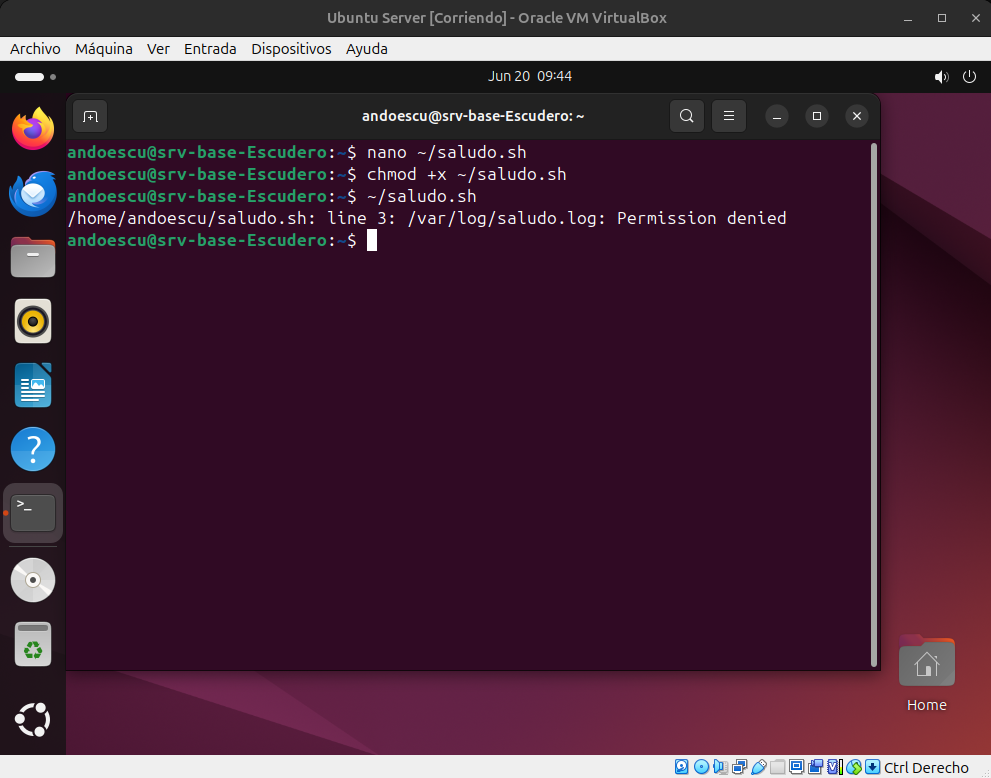 Ubuntu Server [Corriendo] - Oracle VM VirtualBox
Archivo Máquina Ver Entrada Dispositivos Ayuda
Jun 20 09:44
andoescu@srv-base-Escudero: ~
andoescu@srv-base-Escudero:~$ nano ~/saludo.sh
andoescu@srv-base-Escudero:~$ chmod +x ~/saludo.sh
andoescu@srv-base-Escudero:~$ ~/saludo.sh
/home/andoescu/saludo.sh: line 3: /var/log/saludo.log: Permission denied
andoescu@srv-base-Escudero:~$
Home
Ctrl Derecho